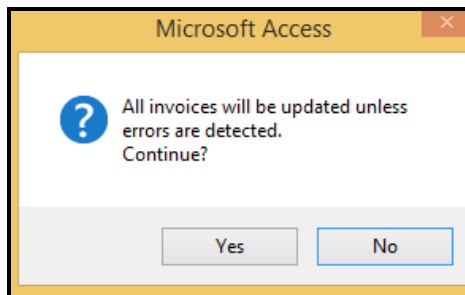 Microsoft Access
All invoices will be updated unless
errors are detected.
Continue?
Yes
No